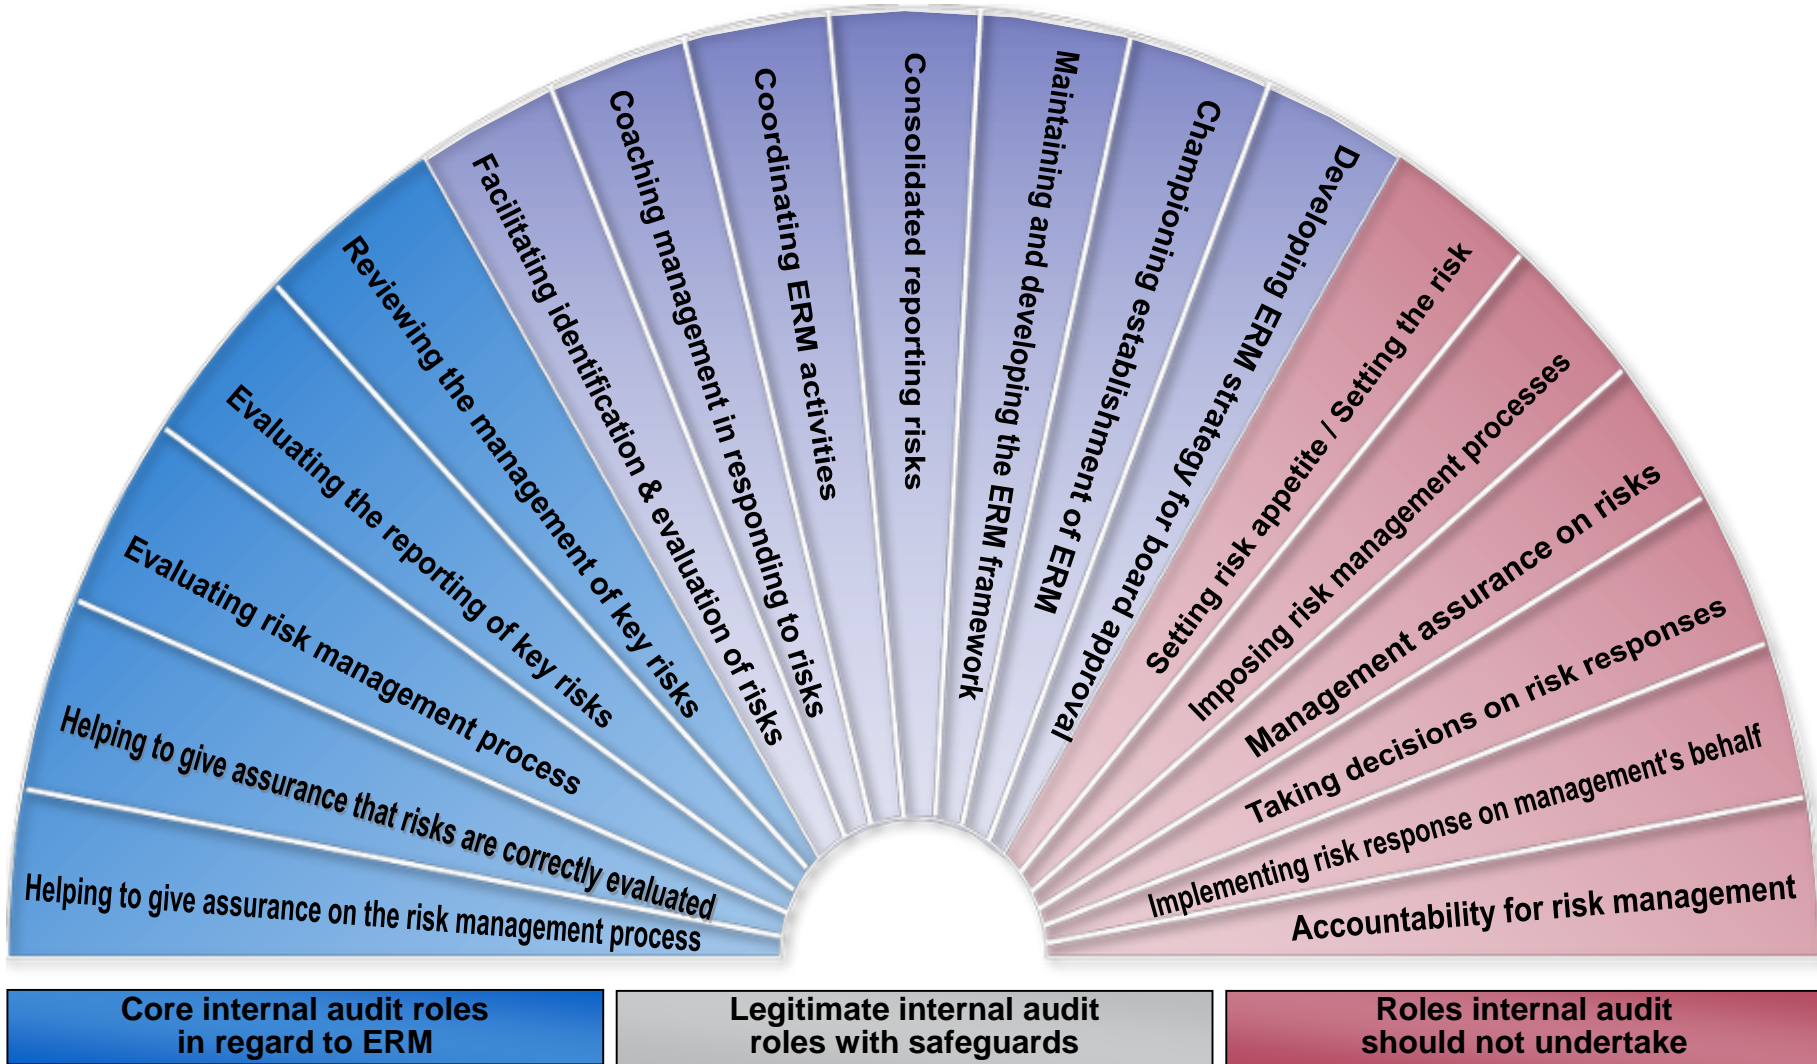 Helping to give assurance on the risk management process
Helping to give assurance that risks are correctly evaluated
Evaluating risk management process
Evaluating the reporting of key risks
Reviewing the management of key risks
Facilitating identification & evaluation of risks
Coaching management in responding to risks
Coordinating ERM activities
Consolidated reporting risks
Maintaining and developing the ERM framework
Championing establishment of ERM
Developing ERM strategy for board approval
Setting risk appetite / Setting the risk
Imposing risk management processes
Management assurance on risks
Taking decisions on risk responses
Implementing risk response on management's behalf
Accountability for risk management
Core internal audit roles
in regard to ERM
Legitimate internal audit
roles with safeguards
Roles internal audit
should not undertake